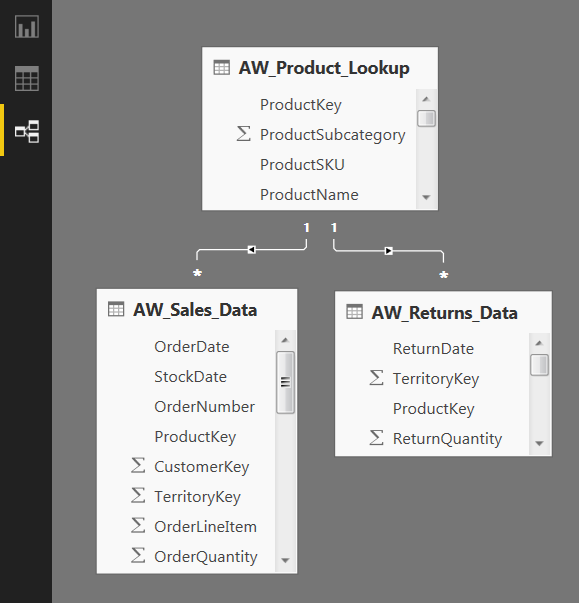 AW_Product_Lookup
ProductKey
Σ ProductSubcategory
ProductSKU
ProductName
1 1
* *
AW_Sales_Data
OrderDate
StockDate
OrderNumber
ProductKey
Σ CustomerKey
Σ TerritoryKey
Σ OrderLineItem
Σ OrderQuantity
AW_Returns_Data
ReturnDate
Σ TerritoryKey
ProductKey
Σ ReturnQuantity